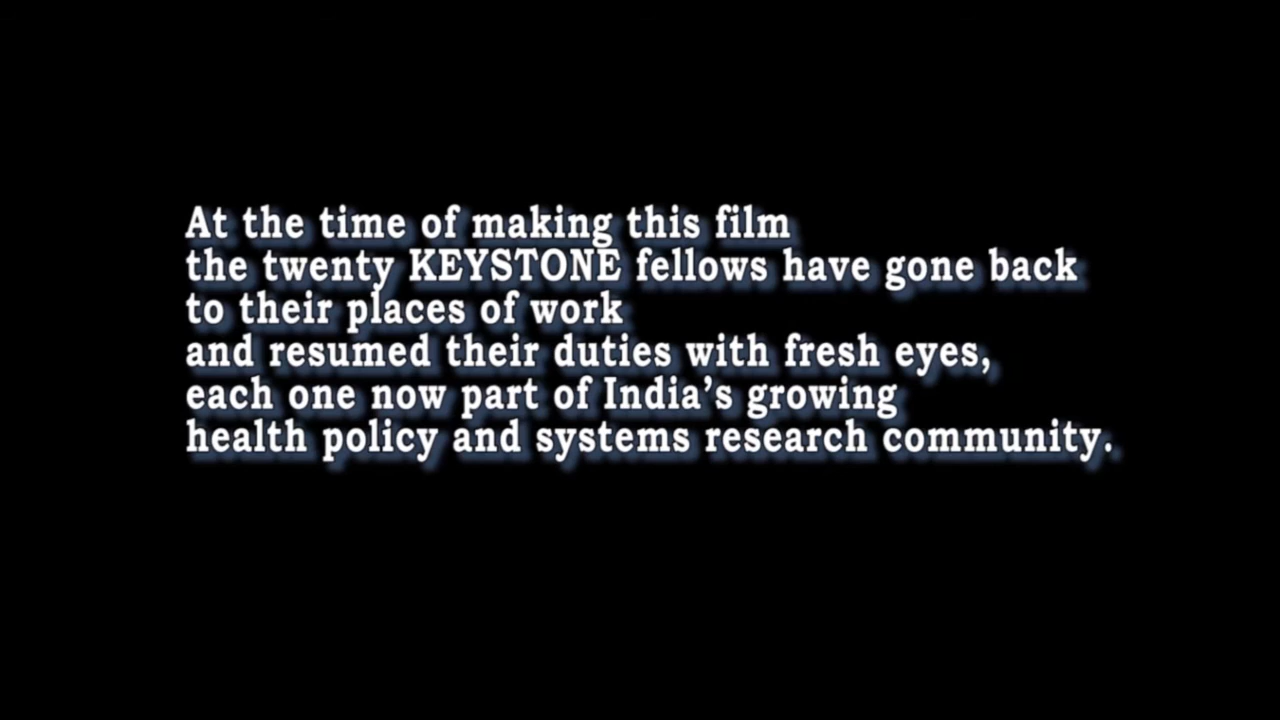 At the time of making this film
the twenty KEYSTONE fellows have gone back
to their places of work
and resumed their duties with fresh eyes,
each one now part of India’s growing
health policy and systems research community.